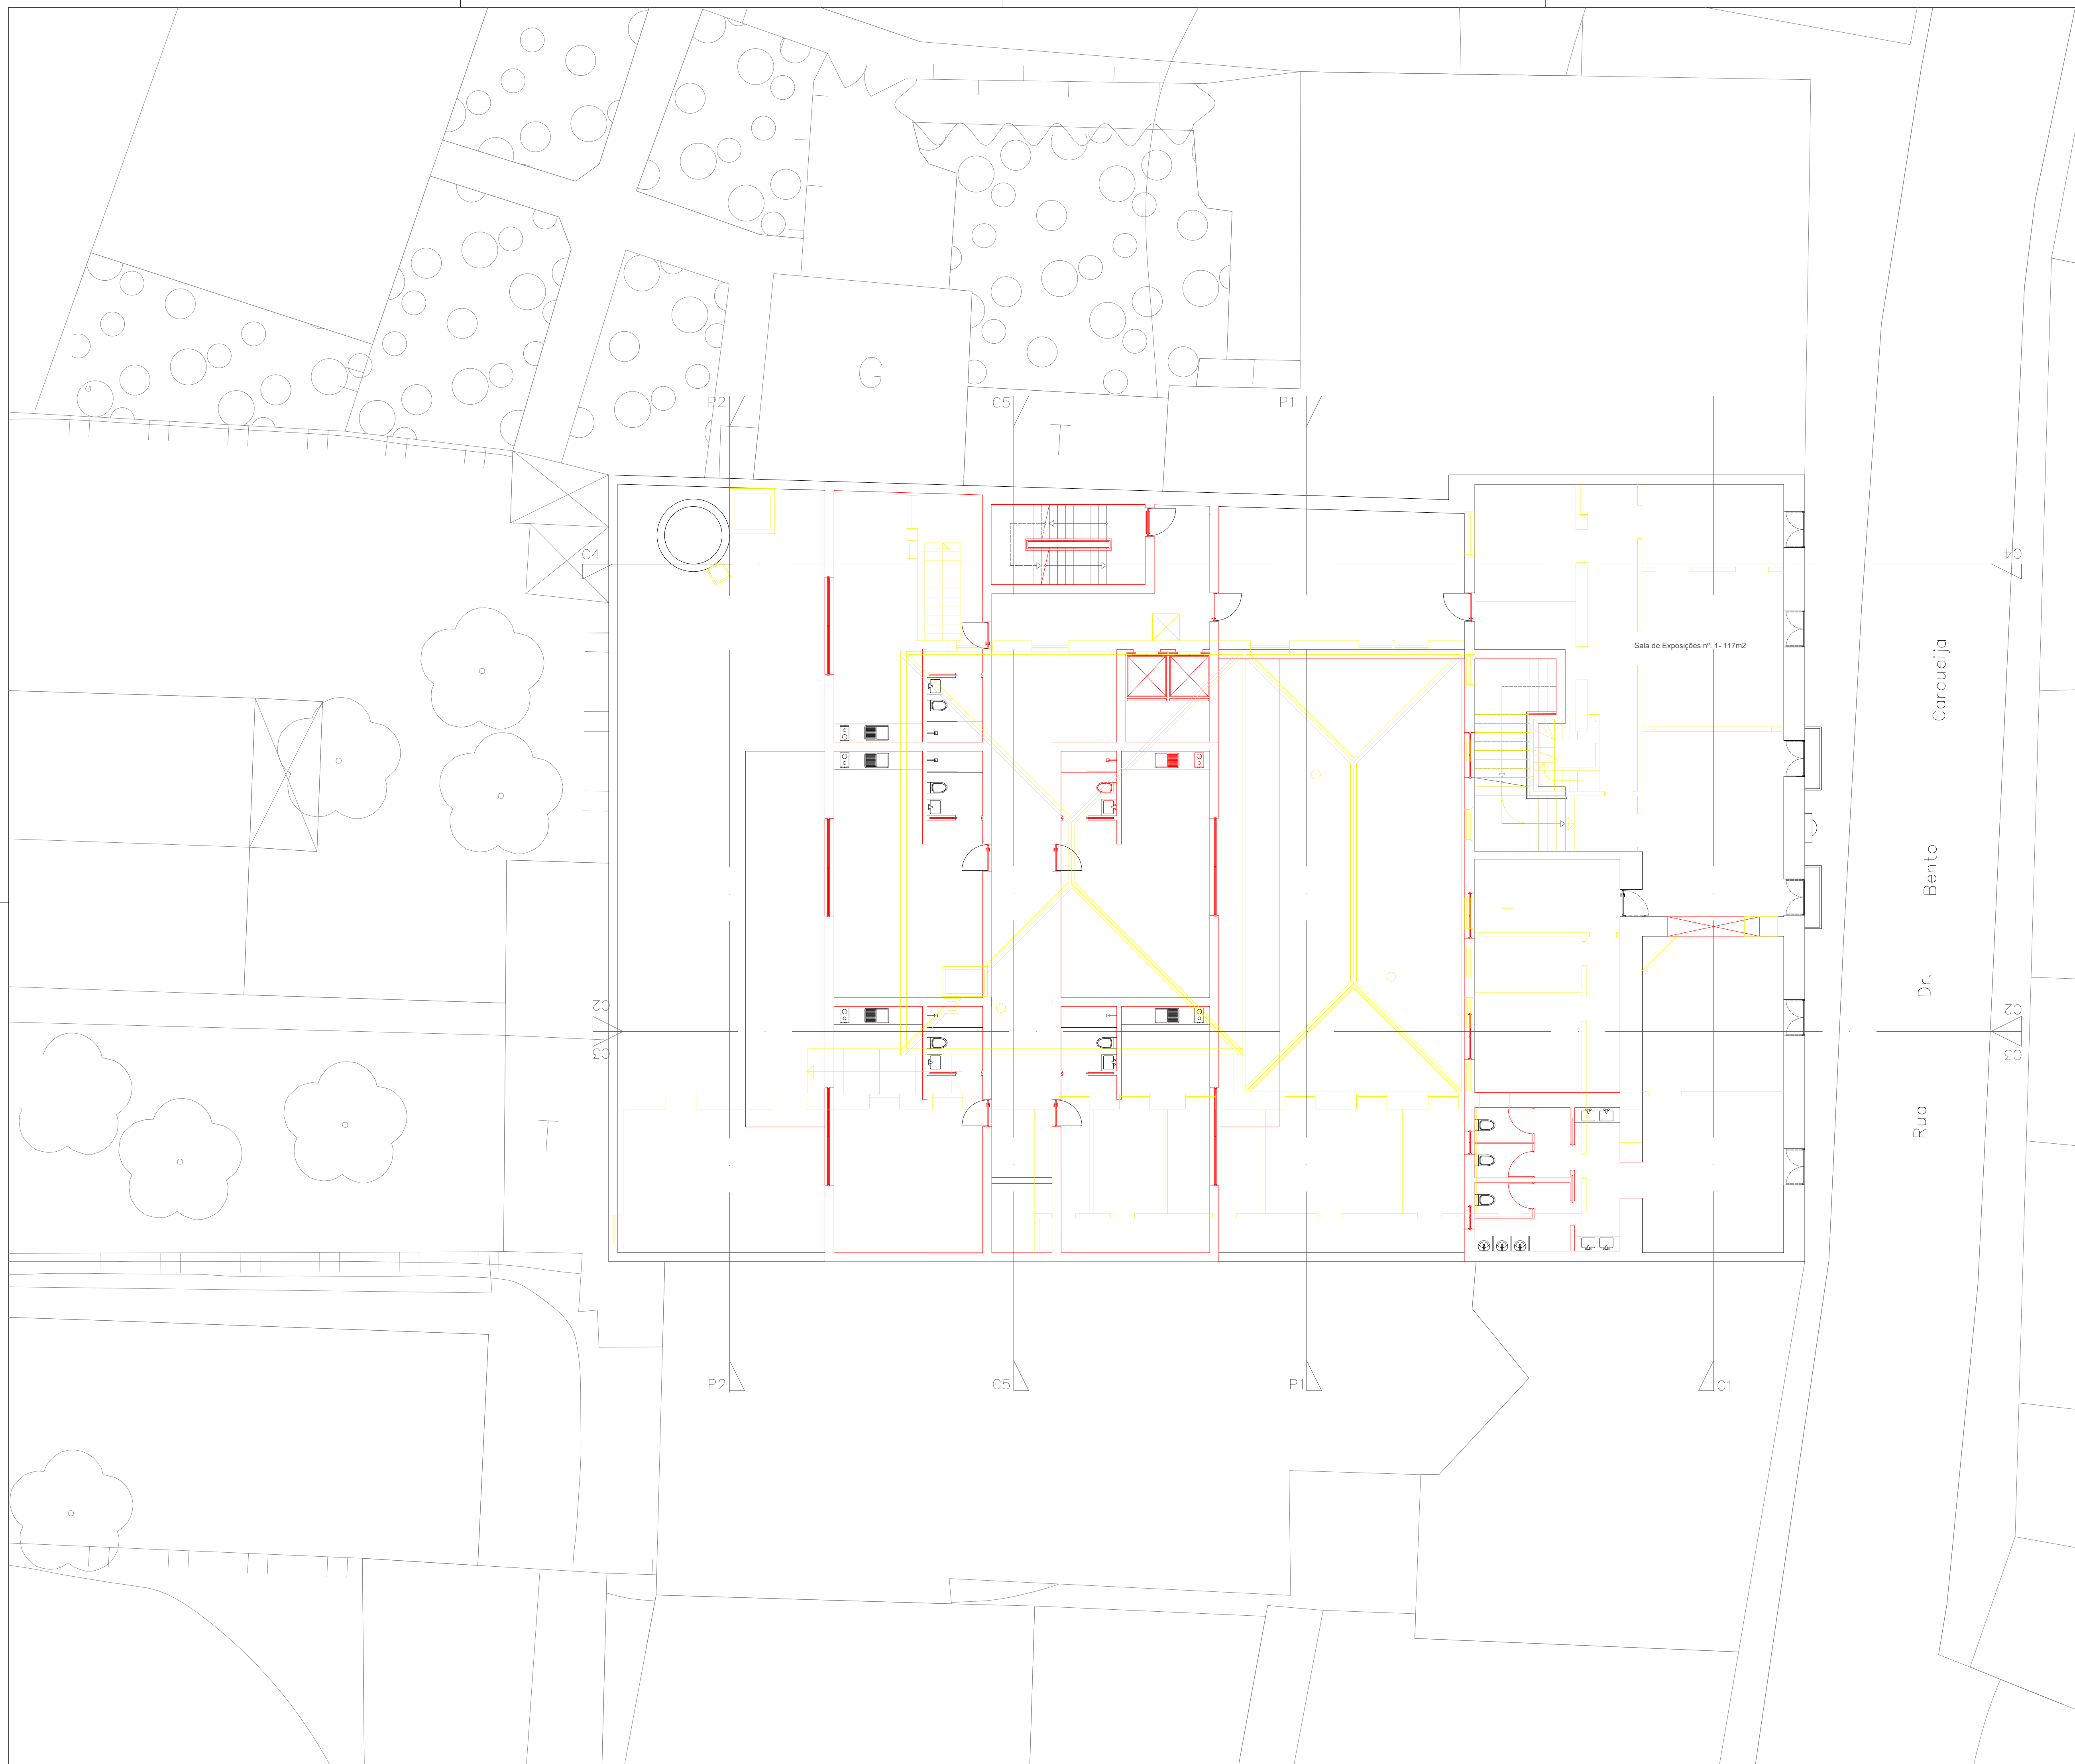 G
P2
C5
P1
C4
C4
Sala de Exposições nº. 1- 117m2
Carqueija
Bento
Dr.
Rua
C2
C3
C2
C3
P2
C5
P1
C1